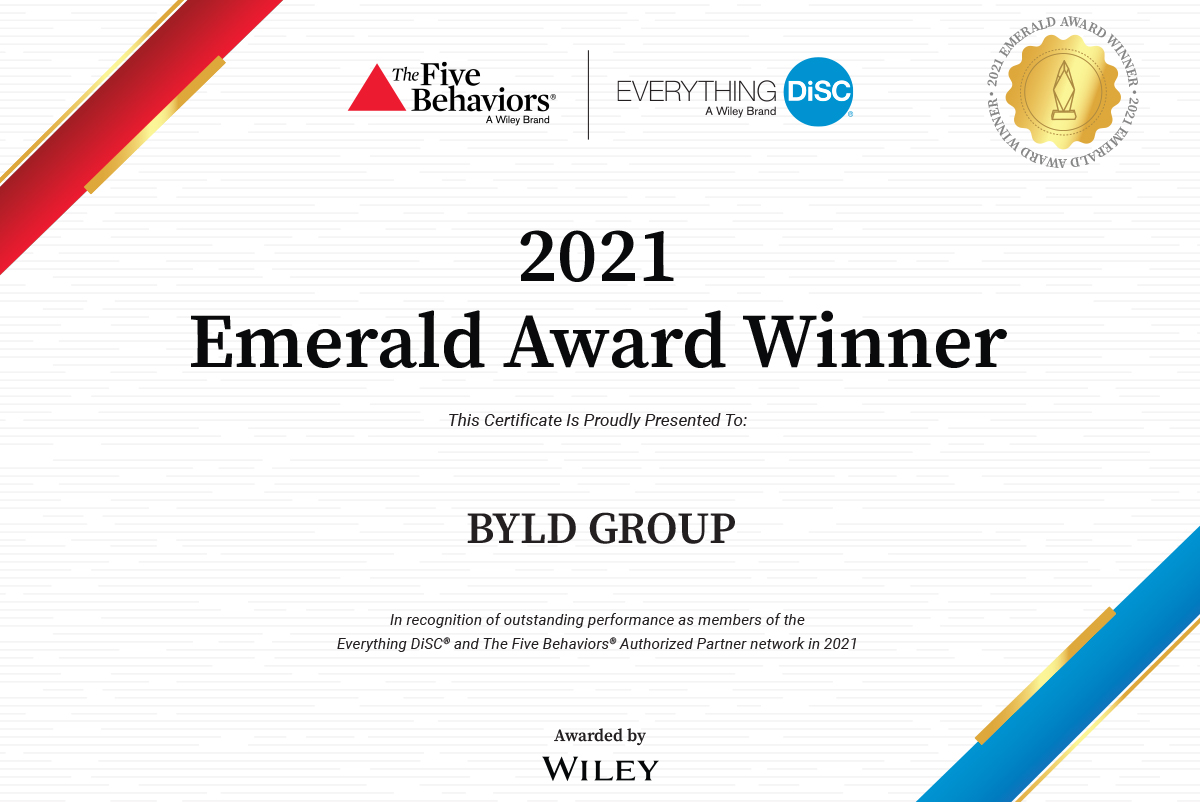 The Five
Behaviors®
A Wiley Brand
EVERYTHING DiSC®
A Wiley Brand
2021 EMERALD AWARD WINNER • 2021 EMERALD AWARD WINNER •
2021
Emerald Award Winner
This Certificate Is Proudly Presented To:
BYLD GROUP
In recognition of outstanding performance as members of the
Everything DiSC® and The Five Behaviors® Authorized Partner network in 2021
Awarded by
WILEY